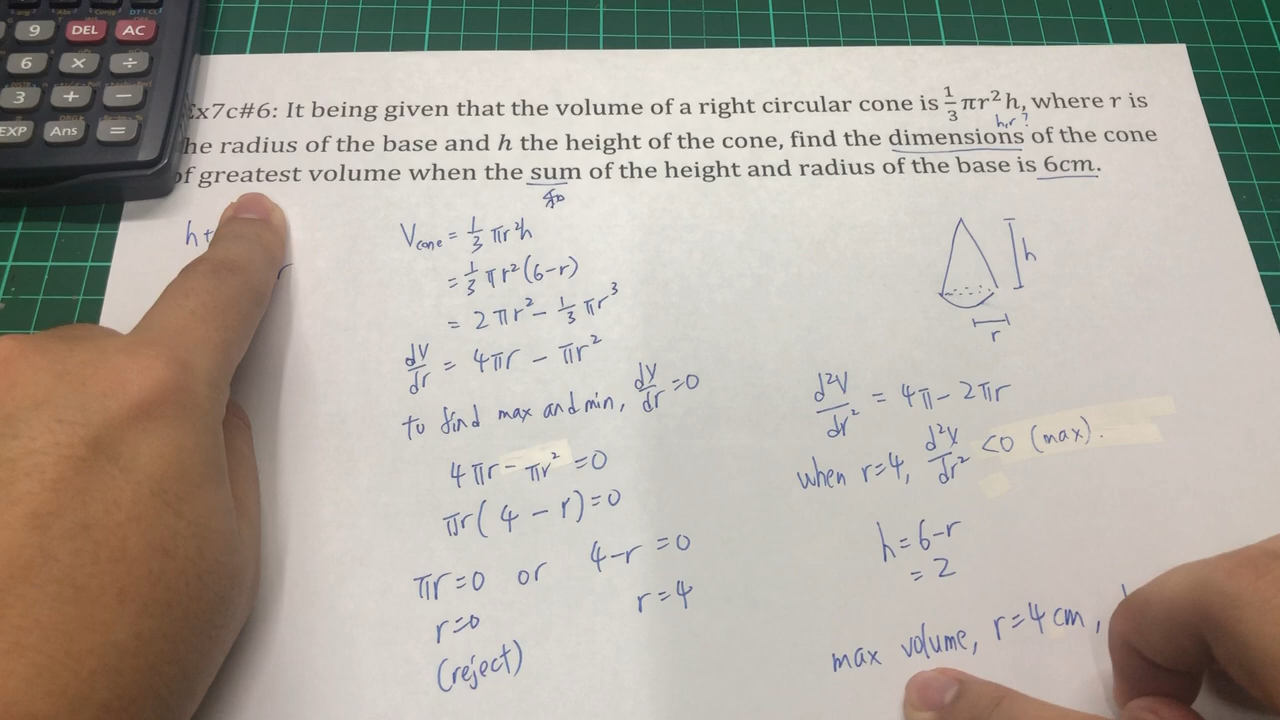 9 DEL AC
6 × ÷
3 + −
EXP Ans =
x7c#6: It being given that the volume of a right circular cone is 1/3 πr²h, where r is
h,r?
he radius of the base and h the height of the cone, find the dimensions of the cone
of greatest volume when the sum of the height and radius of the base is 6cm.
h+
r
V cone = 1/3 πr²h
= 1/3 πr²(6-r)
= 2πr² - 1/3 πr³
dV/dr = 4πr - πr²
to find max and min, dV/dr =0
4πr - πr² =0
πr(4-r)=0
πr=0 or 4-r=0
r=0 r=4
(reject)
h
r
d²V/dr² = 4π - 2πr
when r=4, d²V/dr² <0 (max).
h=6-r
=2
max volume, r=4cm,